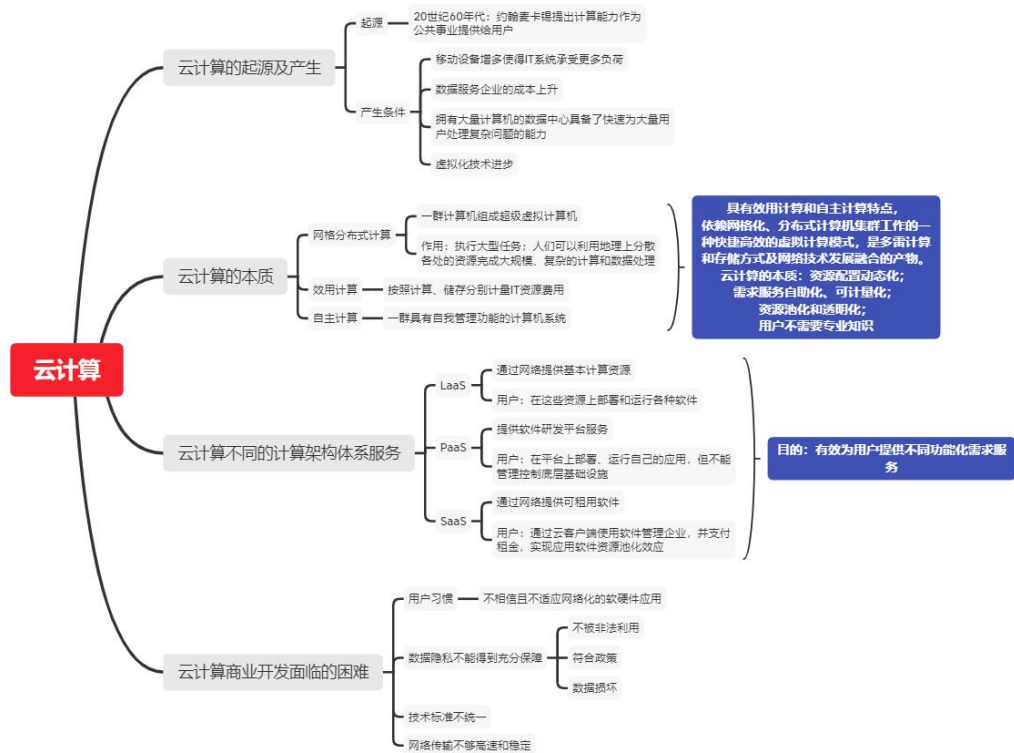 云计算
云计算的起源及产生
起源
20世纪60年代：约翰麦卡锡提出计算能力作为
公共事业提供给用户
产生条件
移动设备增多使得IT系统承受更多负荷
数据服务企业的成本上升
拥有大量计算机的数据中心具备了快速为大量用
户处理复杂问题的能力
虚拟化技术进步
云计算的本质
网格分布式计算
一群计算机组成超级虚拟计算机
作用：执行大型任务；人们可以利用地理上分散
各处的资源完成大规模、复杂的计算和数据处理
效用计算
按照计算、储存分别计量IT资源费用
自主计算
一群具有自我管理功能的计算机系统
具有效用计算和自主计算特点，
依赖网格化、分布式计算机集群工作的一
种快捷高效的虚拟计算模式，是多重计算
和存储方式及网络技术发展融合的产物。
云计算的本质：资源配置动态化；
需求服务自助化、可计量化；
资源池化和透明化；
用户不需要专业知识
云计算不同的计算架构体系服务
LaaS
通过网络提供基本计算资源
用户：在这些资源上部署和运行各种软件
PaaS
提供软件研发平台服务
用户：在平台上部署、运行自己的应用，但不能
管理控制底层基础设施
SaaS
通过网络提供可租用软件
用户：通过云客户端使用软件管理企业，并支付
租金，实现应用软件资源池化效应
目的：有效为用户提供不同功能化需求服
务
云计算商业开发面临的困难
用户习惯
不相信且不适应网络化的软硬件应用
数据隐私不能得到充分保障
不被非法利用
符合政策
数据损坏
技术标准不统一
网络传输不够高速和稳定